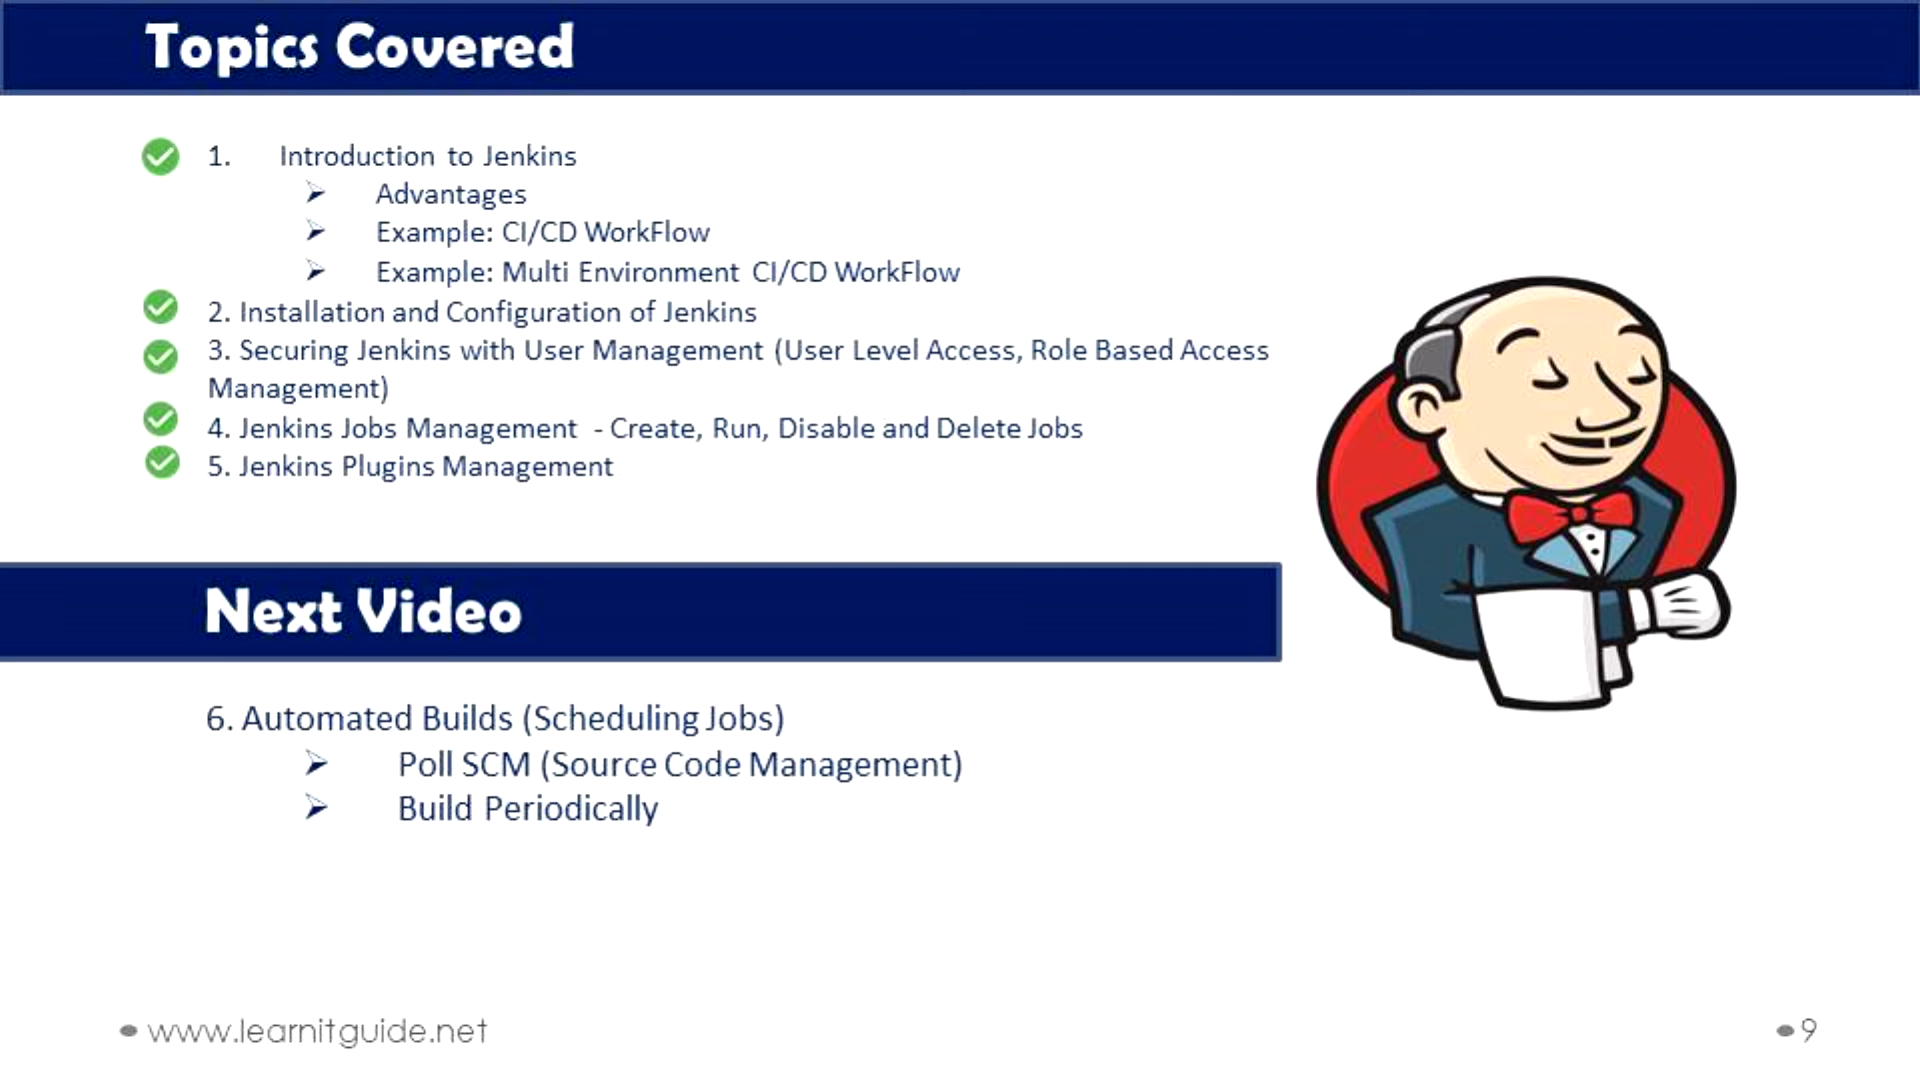 Topics Covered
1. Introduction to Jenkins
Advantages
Example: CI/CD WorkFlow
Example: Multi Environment CI/CD WorkFlow
2. Installation and Configuration of Jenkins
3. Securing Jenkins with User Management (User Level Access, Role Based Access
Management)
4. Jenkins Jobs Management - Create, Run, Disable and Delete Jobs
5. Jenkins Plugins Management
Next Video
6. Automated Builds (Scheduling Jobs)
Poll SCM (Source Code Management)
Build Periodically
www.learnitguide.net
9